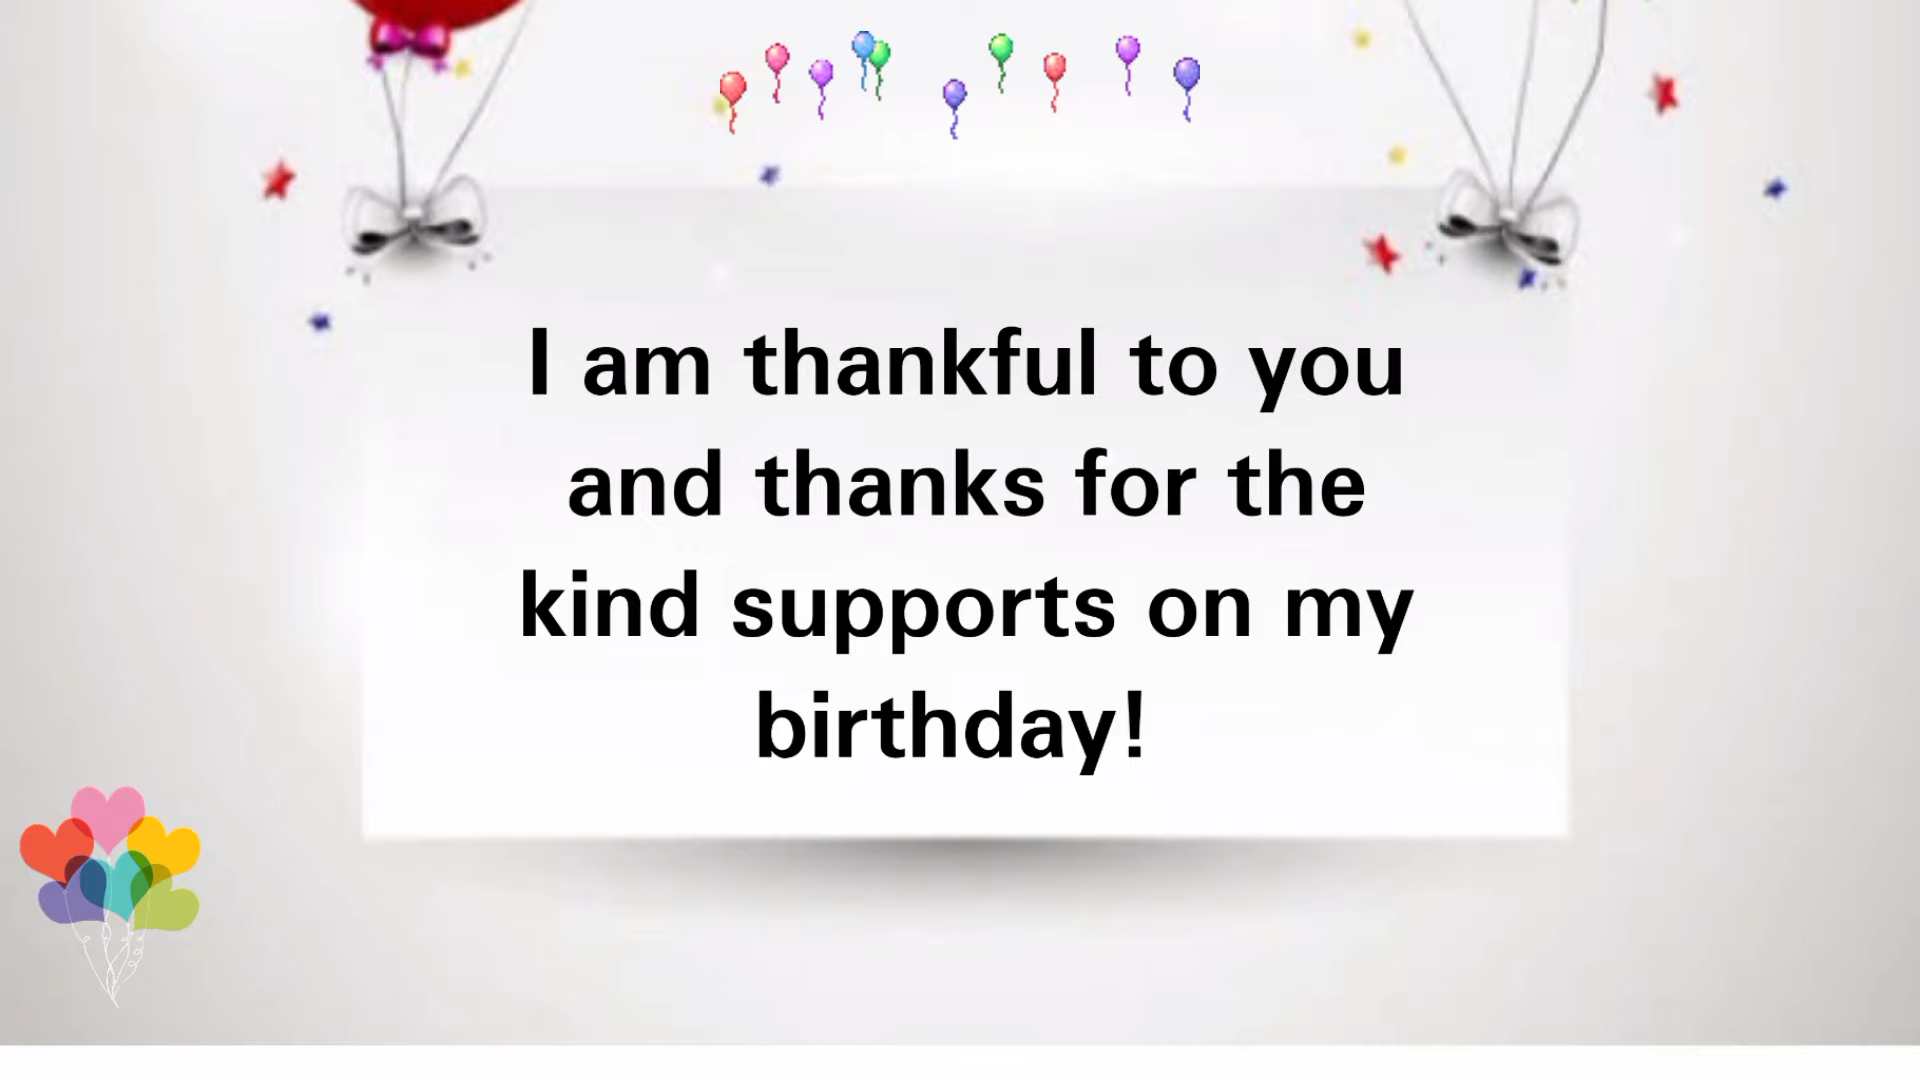 I am thankful to you
and thanks for the
kind supports on my
birthday!